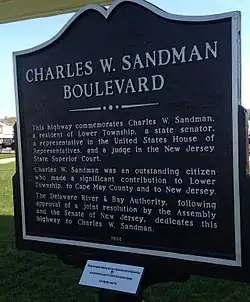 CHARLES W. SANDMAN
BOULEVARD
This highway commemorates Charles W. Sandman,
a resident of Lower Township, a state senator,
a representative in the United States House of
Representatives, and a judge in the New Jersey
State Superior Court.
Charles W. Sandman was an outstanding citizen
who made a significant contribution to Lower
Township, to Cape May County and to New Jersey.
The Delaware River & Bay Authority, following
approval of a joint resolution by the Assembly
and the Senate of New Jersey, dedicates this
highway to Charles W. Sandman.